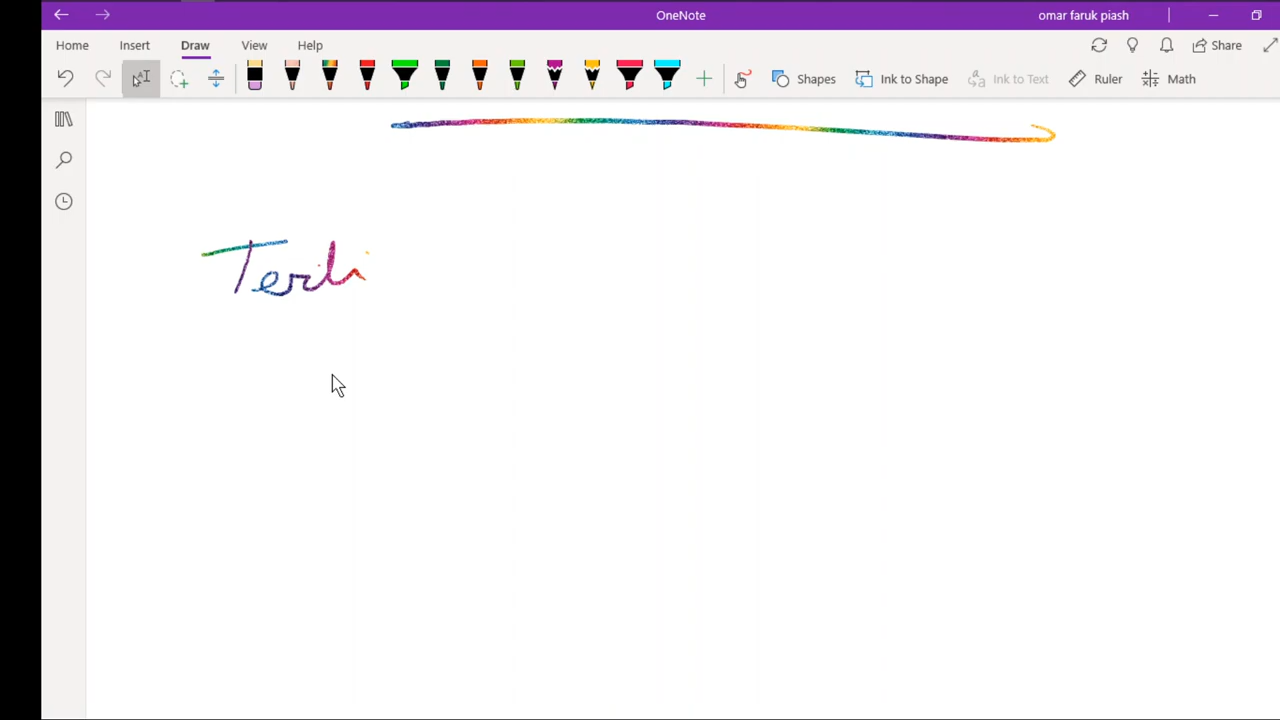 OneNote
omar faruk piash
Home Insert Draw View Help
Share
Shapes
Ink to Shape
Ink to Text
Ruler
Math